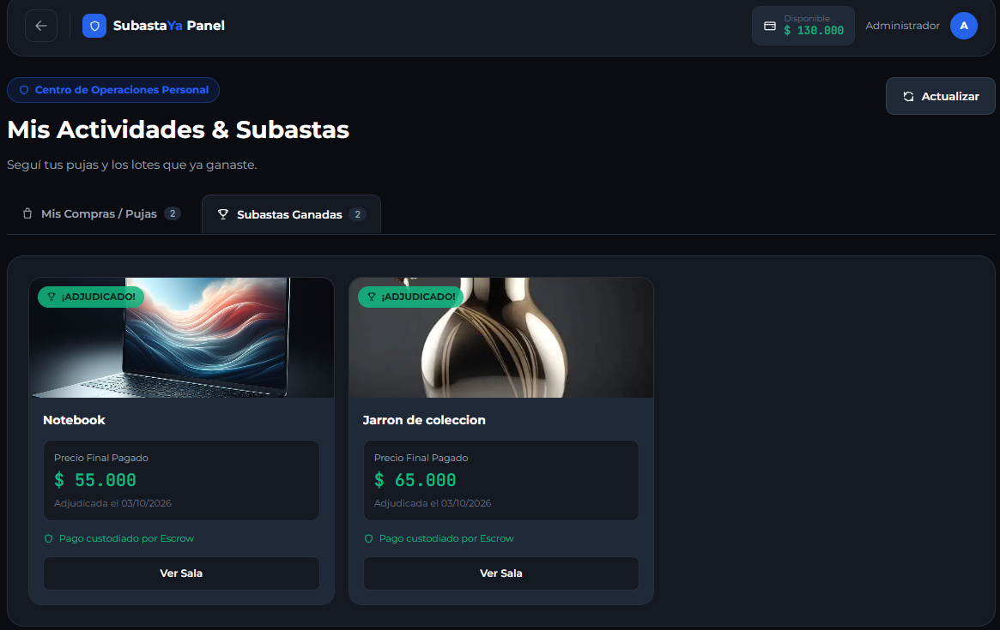 SubastaYa Panel
Disponible
$ 130.000
Administrador
A
Centro de Operaciones Personal
Actualizar
Mis Actividades & Subastas
Seguí tus pujas y los lotes que ya ganaste.
Mis Compras / Pujas 2
Subastas Ganadas 2
¡ADJUDICADO!
Notebook
Precio Final Pagado
$ 55.000
Adjudicada el 03/10/2026
Pago custodiado por Escrow
Ver Sala
¡ADJUDICADO!
Jarron de coleccion
Precio Final Pagado
$ 65.000
Adjudicada el 03/10/2026
Pago custodiado por Escrow
Ver Sala